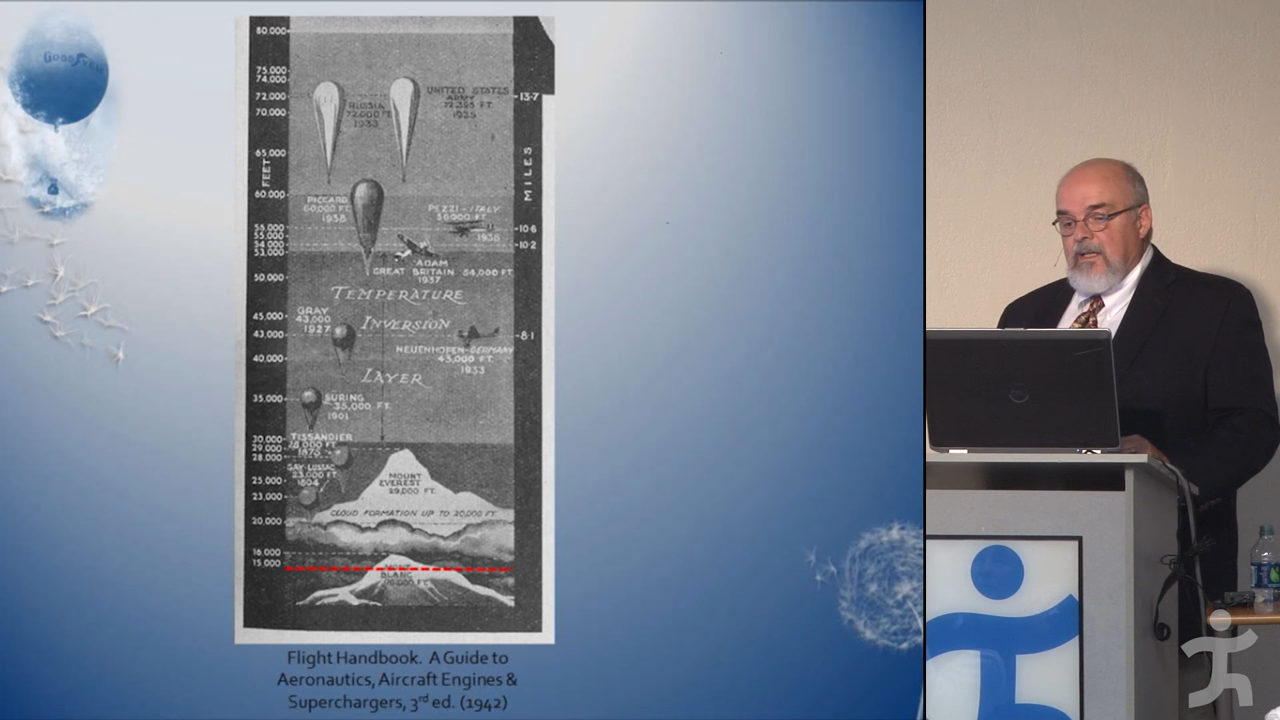 GOODYEAR
80.000
75.000
74.000
72.000
70.000
65.000
FEET
60.000
56.000
55.000
54.000
53.000
50.000
45.000
43.000
40.000
35.000
30.000
29.000
28.000
25.000
23.000
20.000
16.000
15.000
RUSSIA
72,000 FT.
1933
UNITED STATES
ARMY
72,395 FT.
1935
13·7
MILES
PICCARD
60,000 FT.
PEZZI - ITALY
56000 FT.
10·6
10·2
ADAM
GREAT BRITAIN 54,000 FT.
1937
TEMPERATURE
INVERSION
LAYER
GRAY
43,000
1927
8·1
NEUENHOFEN-GERMANY
43,000 FT.
1933
SÜRING
35,000 FT.
1901
TISSANDIER
28,000 FT.
GAY-LUSSAC
23,000 FT.
1804
MOUNT
EVEREST
29,000 FT.
CLOUD FORMATION UP TO 20,000 FT.
BLANC
Flight Handbook. A Guide to
Aeronautics, Aircraft Engines &
Superchargers, 3rd ed. (1942)